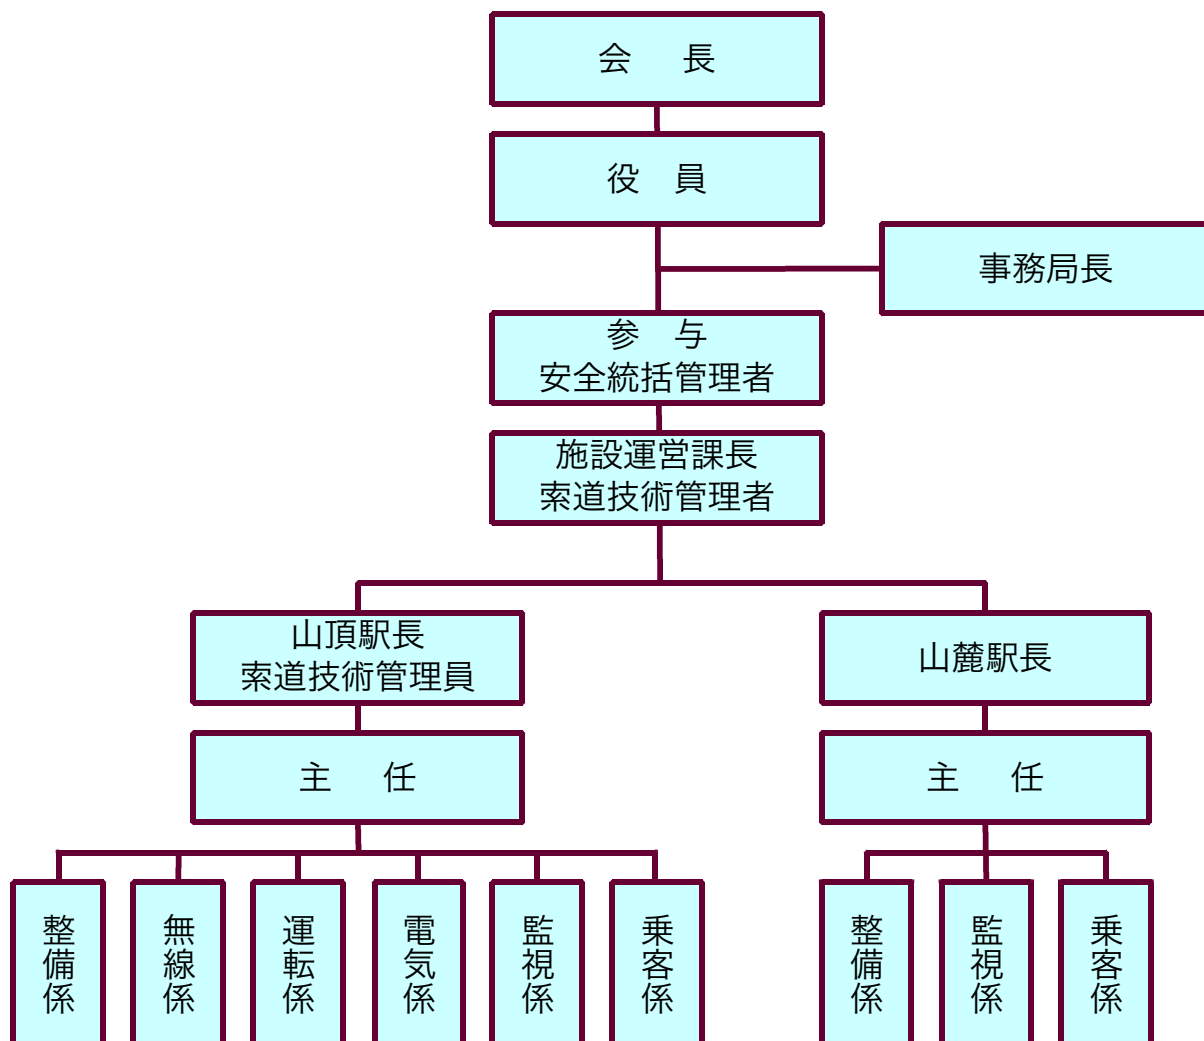 会　長
役　員
事務局長
参　与
安全統括管理者
施設運営課長
索道技術管理者
山頂駅長
索道技術管理員
山麓駅長
主　任
主　任
整備係
無線係
運転係
電気係
監視係
乗客係
整備係
監視係
乗客係